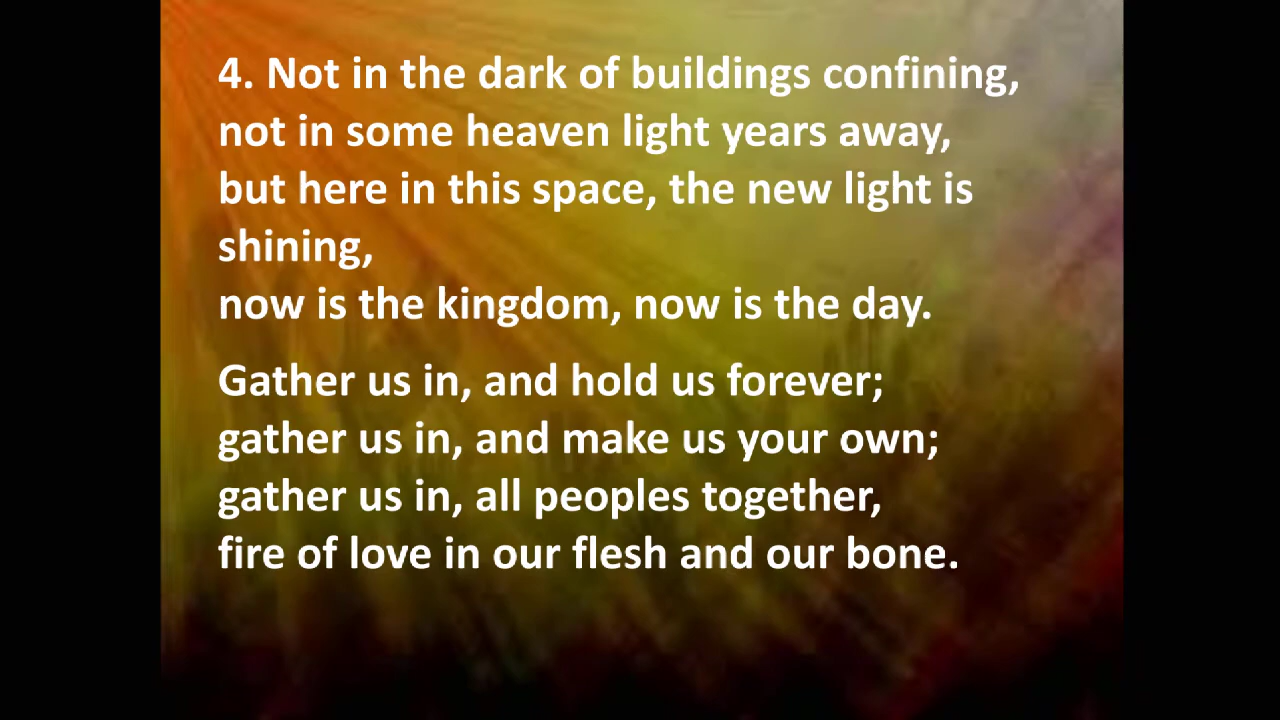 4. Not in the dark of buildings confining,
not in some heaven light years away,
but here in this space, the new light is
shining,
now is the kingdom, now is the day.
Gather us in, and hold us forever;
gather us in, and make us your own;
gather us in, all peoples together,
fire of love in our flesh and our bone.